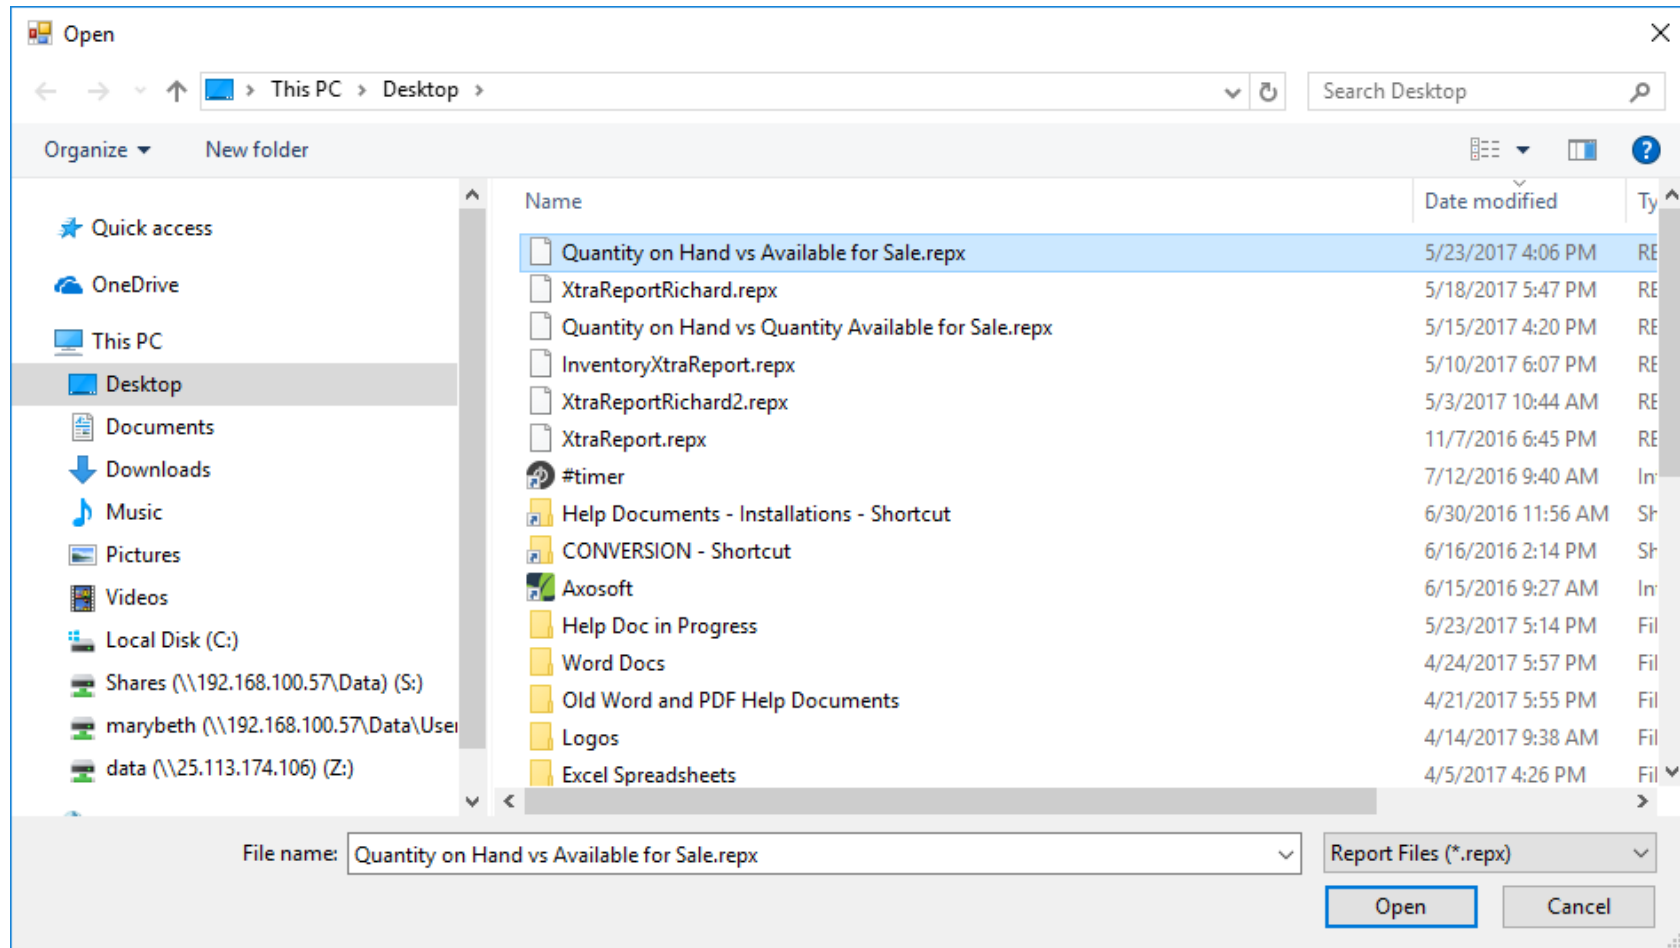 Open
This PC > Desktop >
Search Desktop
Organize
New folder
?
Quick access
OneDrive
This PC
Desktop
Documents
Downloads
Music
Pictures
Videos
Local Disk (C:)
Shares (\\192.168.100.57\Data) (S:)
marybeth (\\192.168.100.57\Data\User
data (\\25.113.174.106) (Z:)
Name Date modified Ty
Quantity on Hand vs Available for Sale.repx 5/23/2017 4:06 PM RE
XtraReportRichard.repx 5/18/2017 5:47 PM RE
Quantity on Hand vs Quantity Available for Sale.repx 5/15/2017 4:20 PM RE
InventoryXtraReport.repx 5/10/2017 6:07 PM RE
XtraReportRichard2.repx 5/3/2017 10:44 AM RE
XtraReport.repx 11/7/2016 6:45 PM RE
#timer 7/12/2016 9:40 AM Int
Help Documents - Installations - Shortcut 6/30/2016 11:56 AM Sh
CONVERSION - Shortcut 6/16/2016 2:14 PM Sh
Axosoft 6/15/2016 9:27 AM Int
Help Doc in Progress 5/23/2017 5:14 PM Fil
Word Docs 4/24/2017 5:57 PM Fil
Old Word and PDF Help Documents 4/21/2017 5:55 PM Fil
Logos 4/14/2017 9:38 AM Fil
Excel Spreadsheets 4/5/2017 4:26 PM Fil
File name: Quantity on Hand vs Available for Sale.repx
Report Files (*.repx)
Open
Cancel